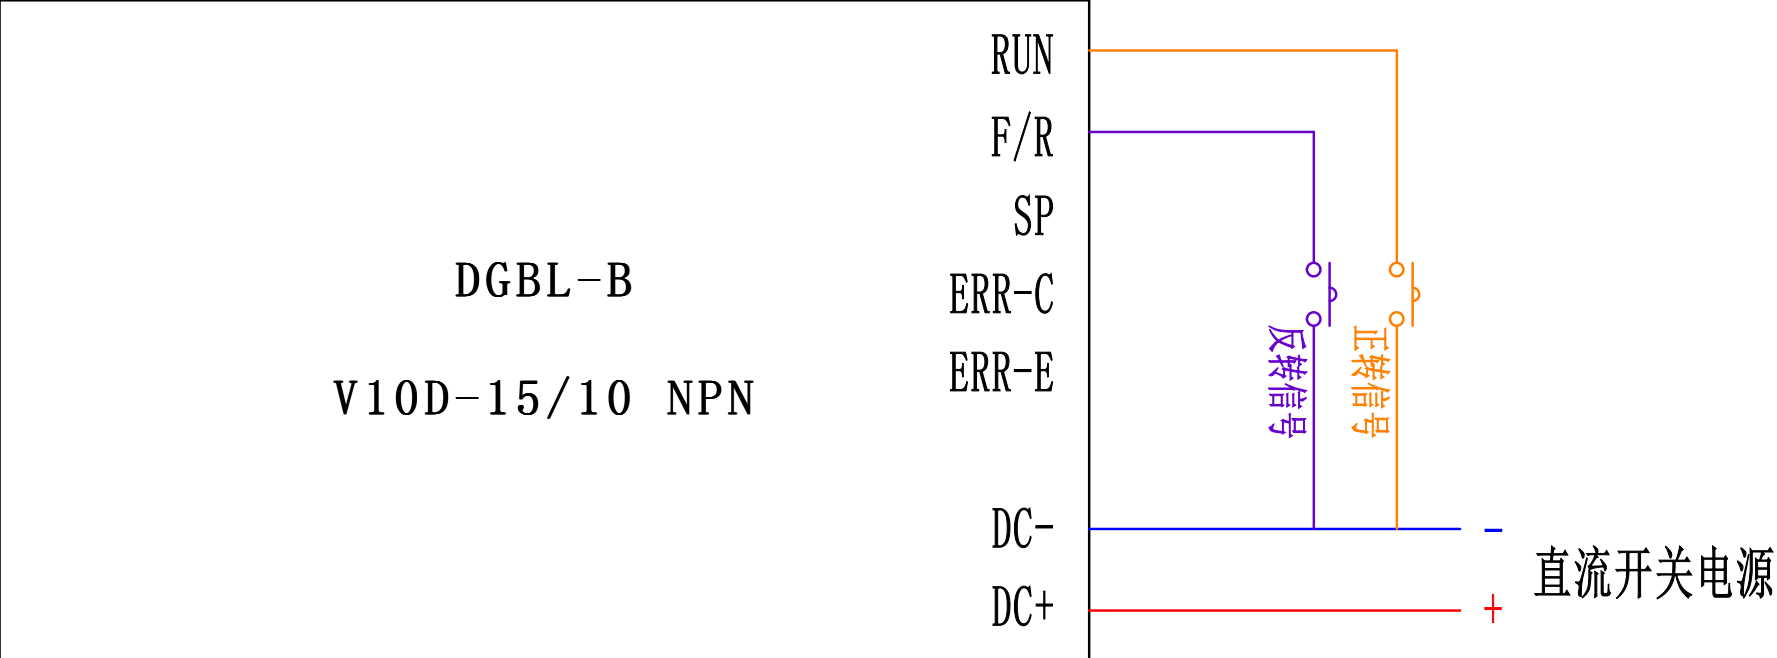 RUN
F/R
SP
DGBL-B
ERR-C
V10D-15/10 NPN
ERR-E
反转信号
正转信号
DC-
-
直流开关电源
DC+
+